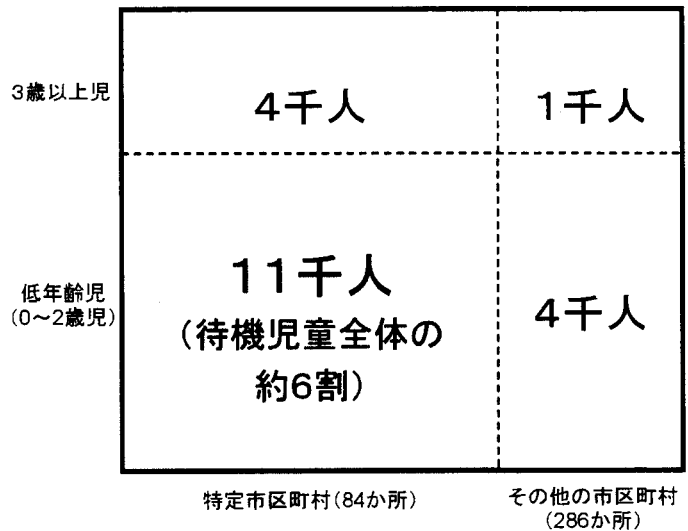 3歳以上児
4千人
1千人
低年齢児
(0～2歳児)
11千人
(待機児童全体の
約6割)
4千人
特定市区町村(84か所)
その他の市区町村
(286か所)